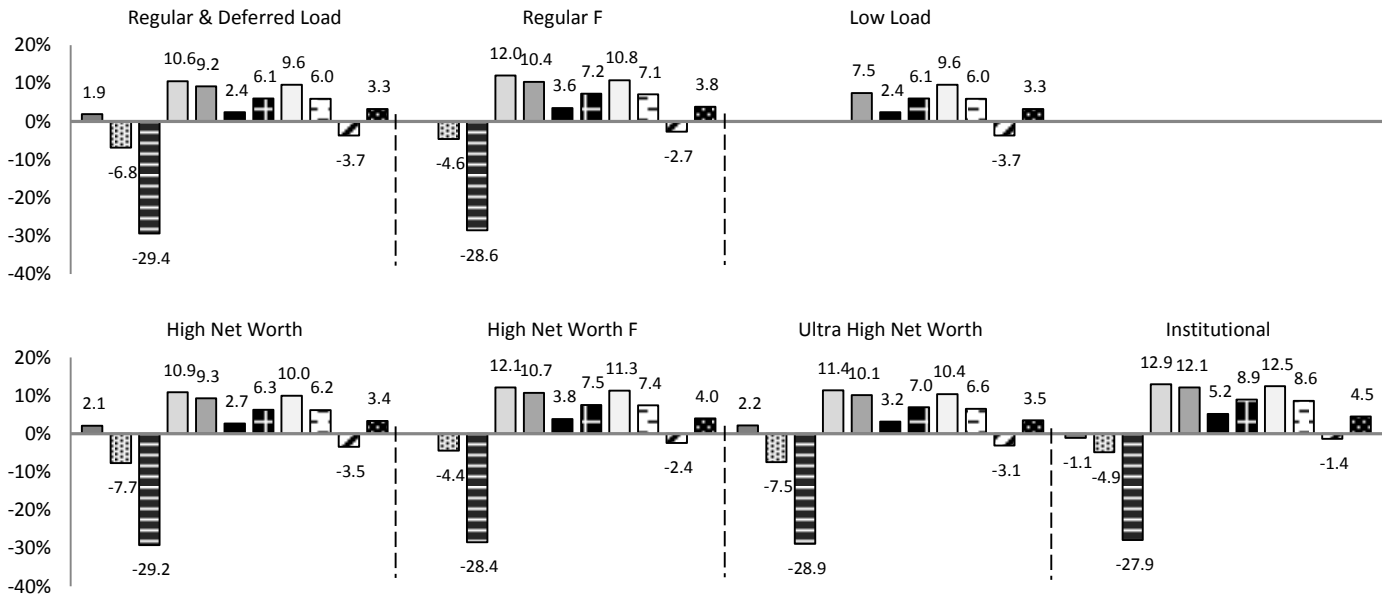 Regular & Deferred Load Regular F Low Load
20%
10%
0%
-10%
-20%
-30%
-40%
1.9 -6.8 -29.4 10.6 9.2 2.4 6.1 9.6 6.0 -3.7 3.3
-4.6 -28.6 12.0 10.4 3.6 7.2 10.8 7.1 -2.7 3.8
7.5 2.4 6.1 9.6 6.0 -3.7 3.3
High Net Worth High Net Worth F Ultra High Net Worth Institutional
20%
10%
0%
-10%
-20%
-30%
-40%
2.1 -7.7 -29.2 10.9 9.3 2.7 6.3 10.0 6.2 -3.5 3.4
-4.4 -28.4 12.1 10.7 3.8 7.5 11.3 7.4 -2.4 4.0
2.2 -7.5 -28.9 11.4 10.1 3.2 7.0 10.4 6.6 -3.1 3.5
-1.1 -4.9 -27.9 12.9 12.1 5.2 8.9 12.5 8.6 -1.4 4.5